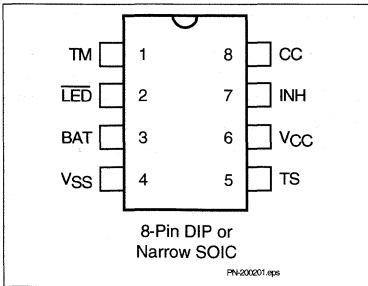 TM 1 8 CC
LED 2 7 INH
BAT 3 6 VCC
VSS 4 5 TS
8-Pin DIP or
Narrow SOIC
PN-200201.eps